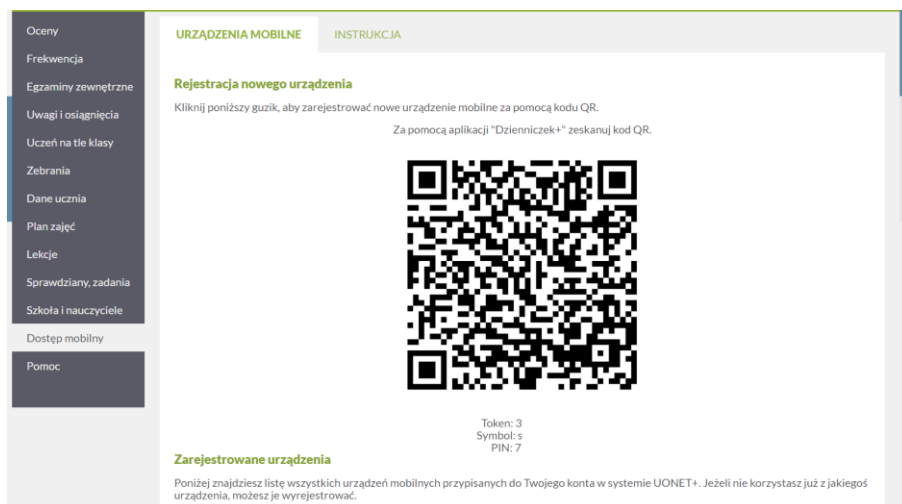 Oceny
Frekwencja
Egzaminy zewnętrzne
Uwagi i osiągnięcia
Uczeń na tle klasy
Zebrania
Dane ucznia
Plan zajęć
Lekcje
Sprawdziany, zadania
Szkoła i nauczyciele
Dostęp mobilny
Pomoc
URZĄDZENIA MOBILNE
INSTRUKCJA
Rejestracja nowego urządzenia
Kliknij poniższy guzik, aby zarejestrować nowe urządzenie mobilne za pomocą kodu QR.
Za pomocą aplikacji "Dzienniczek+" zeskanuj kod QR.
Token: 3
Symbol: s
PIN: 7
Zarejestrowane urządzenia
Poniżej znajdziesz listę wszystkich urządzeń mobilnych przypisanych do Twojego konta w systemie UONET+. Jeżeli nie korzystasz już z jakiegoś
urządzenia, możesz je wyrejestrować.